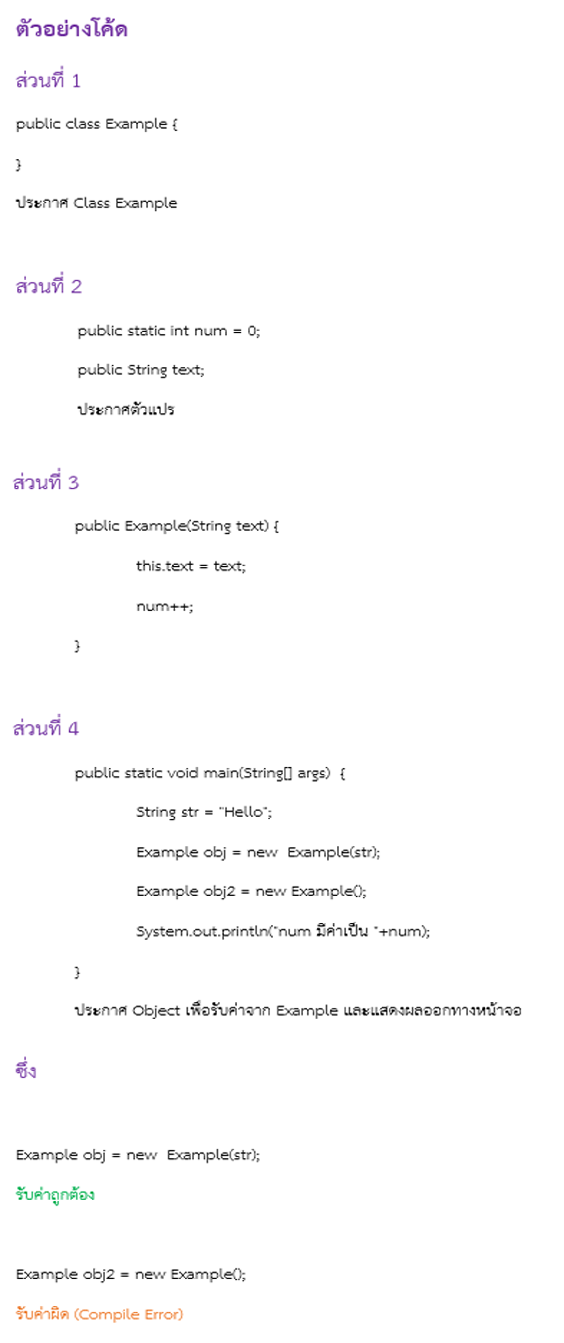 ตัวอย่างโค้ด
ส่วนที่ 1
public class Example {
}
ประกาศ Class Example
ส่วนที่ 2
public static int num = 0;
public String text;
ประกาศตัวแปร
ส่วนที่ 3
public Example(String text) {
this.text = text;
num++;
}
ส่วนที่ 4
public static void main(String[] args)  {
String str = "Hello";
Example obj = new  Example(str);
Example obj2 = new Example();
System.out.println("num มีค่าเป็น "+num);
}
ประกาศ Object เพื่อรับค่าจาก Example และแสดงผลออกทางหน้าจอ
ซึ่ง
Example obj = new  Example(str);
รับค่าถูกต้อง
Example obj2 = new Example();
รับค่าผิด (Compile Error)